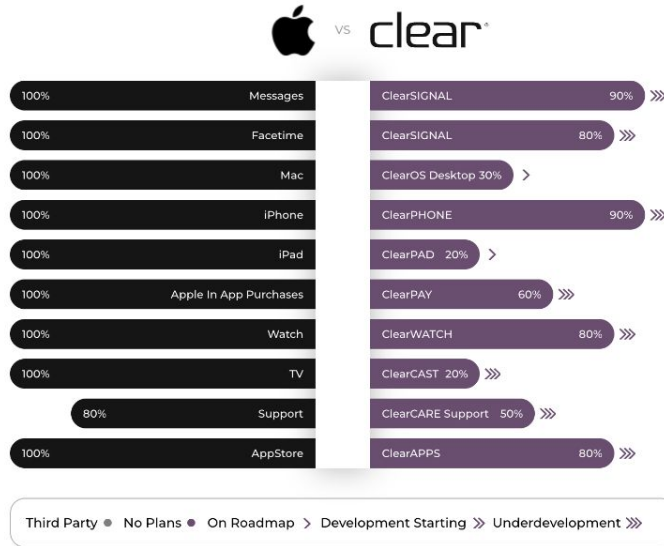 vs clear®
100% Messages ClearSIGNAL 90%
100% Facetime ClearSIGNAL 80%
100% Mac ClearOS Desktop 30%
100% iPhone ClearPHONE 90%
100% iPad ClearPAD 20%
100% Apple In App Purchases ClearPAY 60%
100% Watch ClearWATCH 80%
100% TV ClearCAST 20%
80% Support ClearCARE Support 50%
100% AppStore ClearAPPS 80%
Third Party No Plans On Roadmap Development Starting Underdevelopment